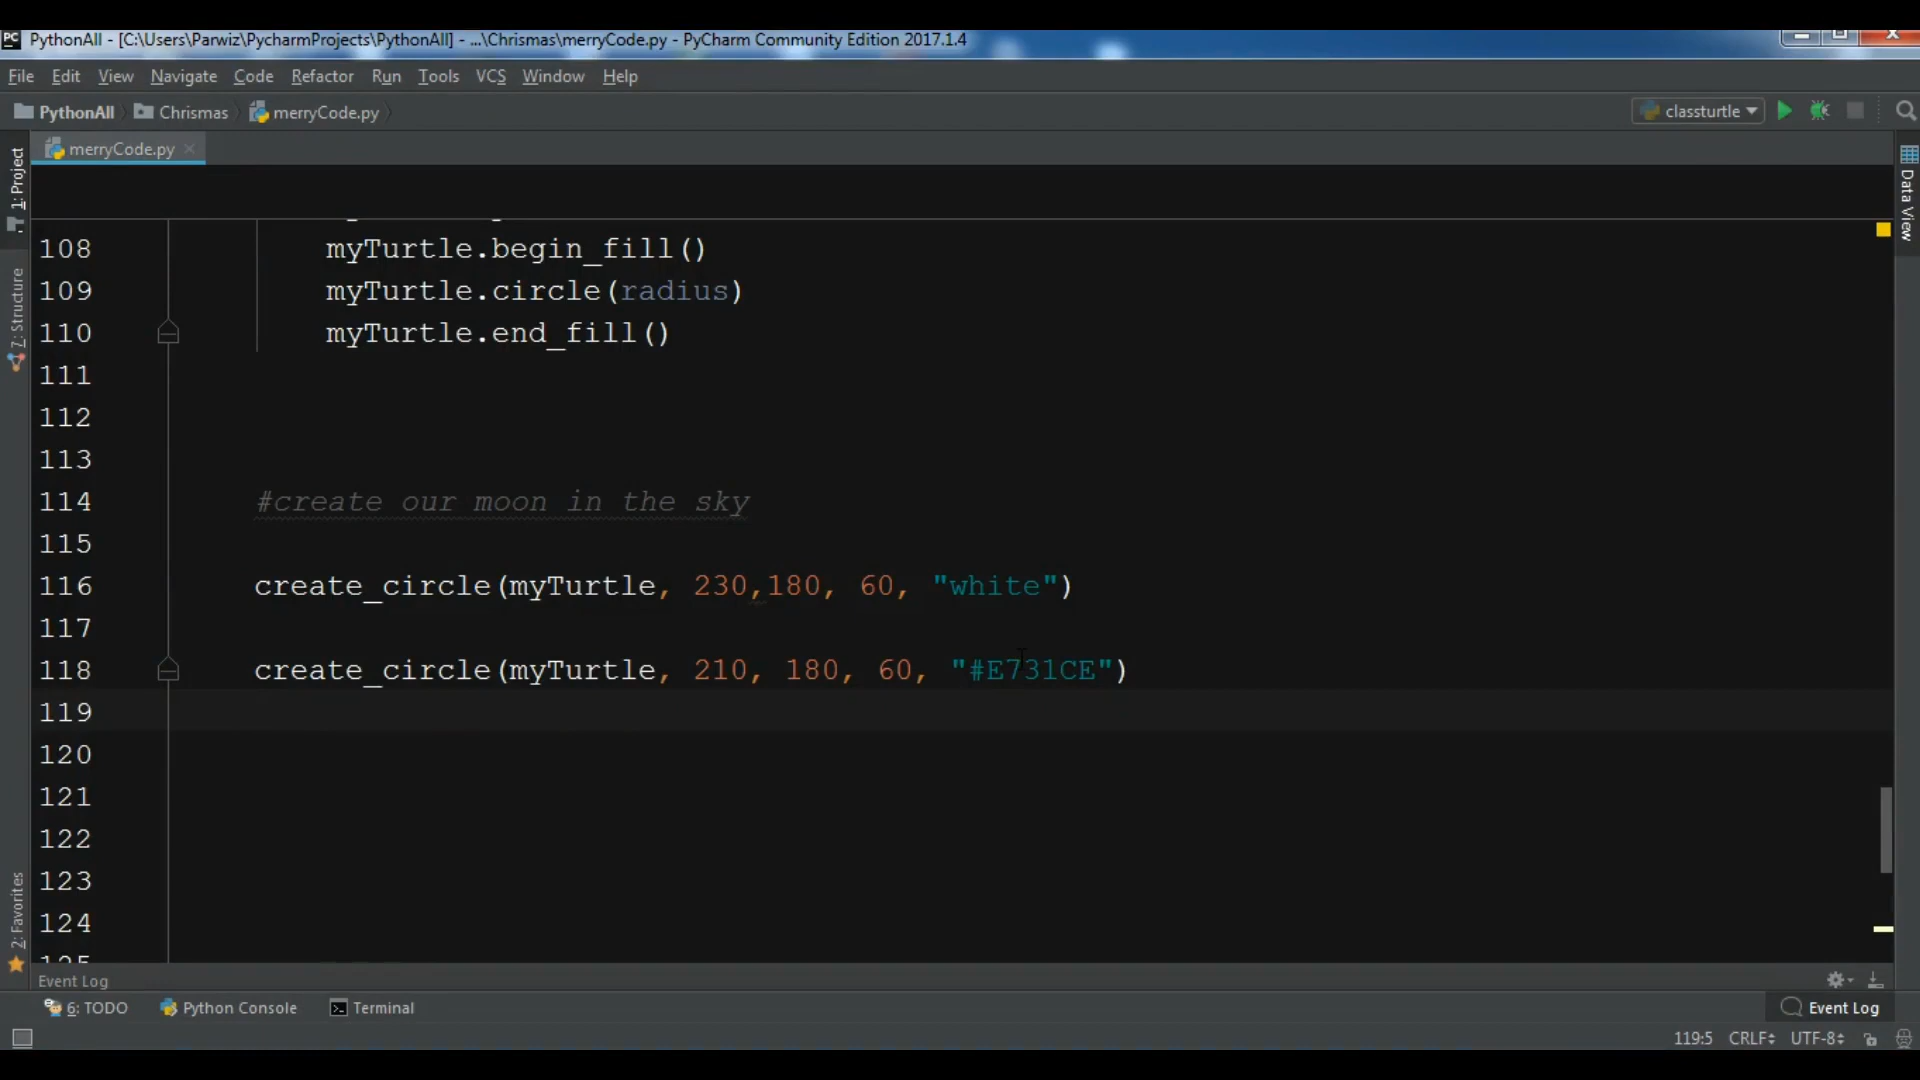 PC PythonAll - [C:\Users\Parwiz\PycharmProjects\PythonAll] - ...\Chrismas\merryCode.py - PyCharm Community Edition 2017.1.4
File Edit View Navigate Code Refactor Run Tools VCS Window Help
PythonAll Chrismas merryCode.py classturtle
merryCode.py
1: Project
7: Structure
2: Favorites
Data View
108 myTurtle.begin_fill()
109 myTurtle.circle(radius)
110 myTurtle.end_fill()
111
112
113
114 #create our moon in the sky
115
116 create_circle(myTurtle, 230,180, 60, "white")
117
118 create_circle(myTurtle, 210, 180, 60, "#E731CE")
119
120
121
122
123
124
Event Log
6: TODO Python Console Terminal Event Log
119:5 CRLF UTF-8